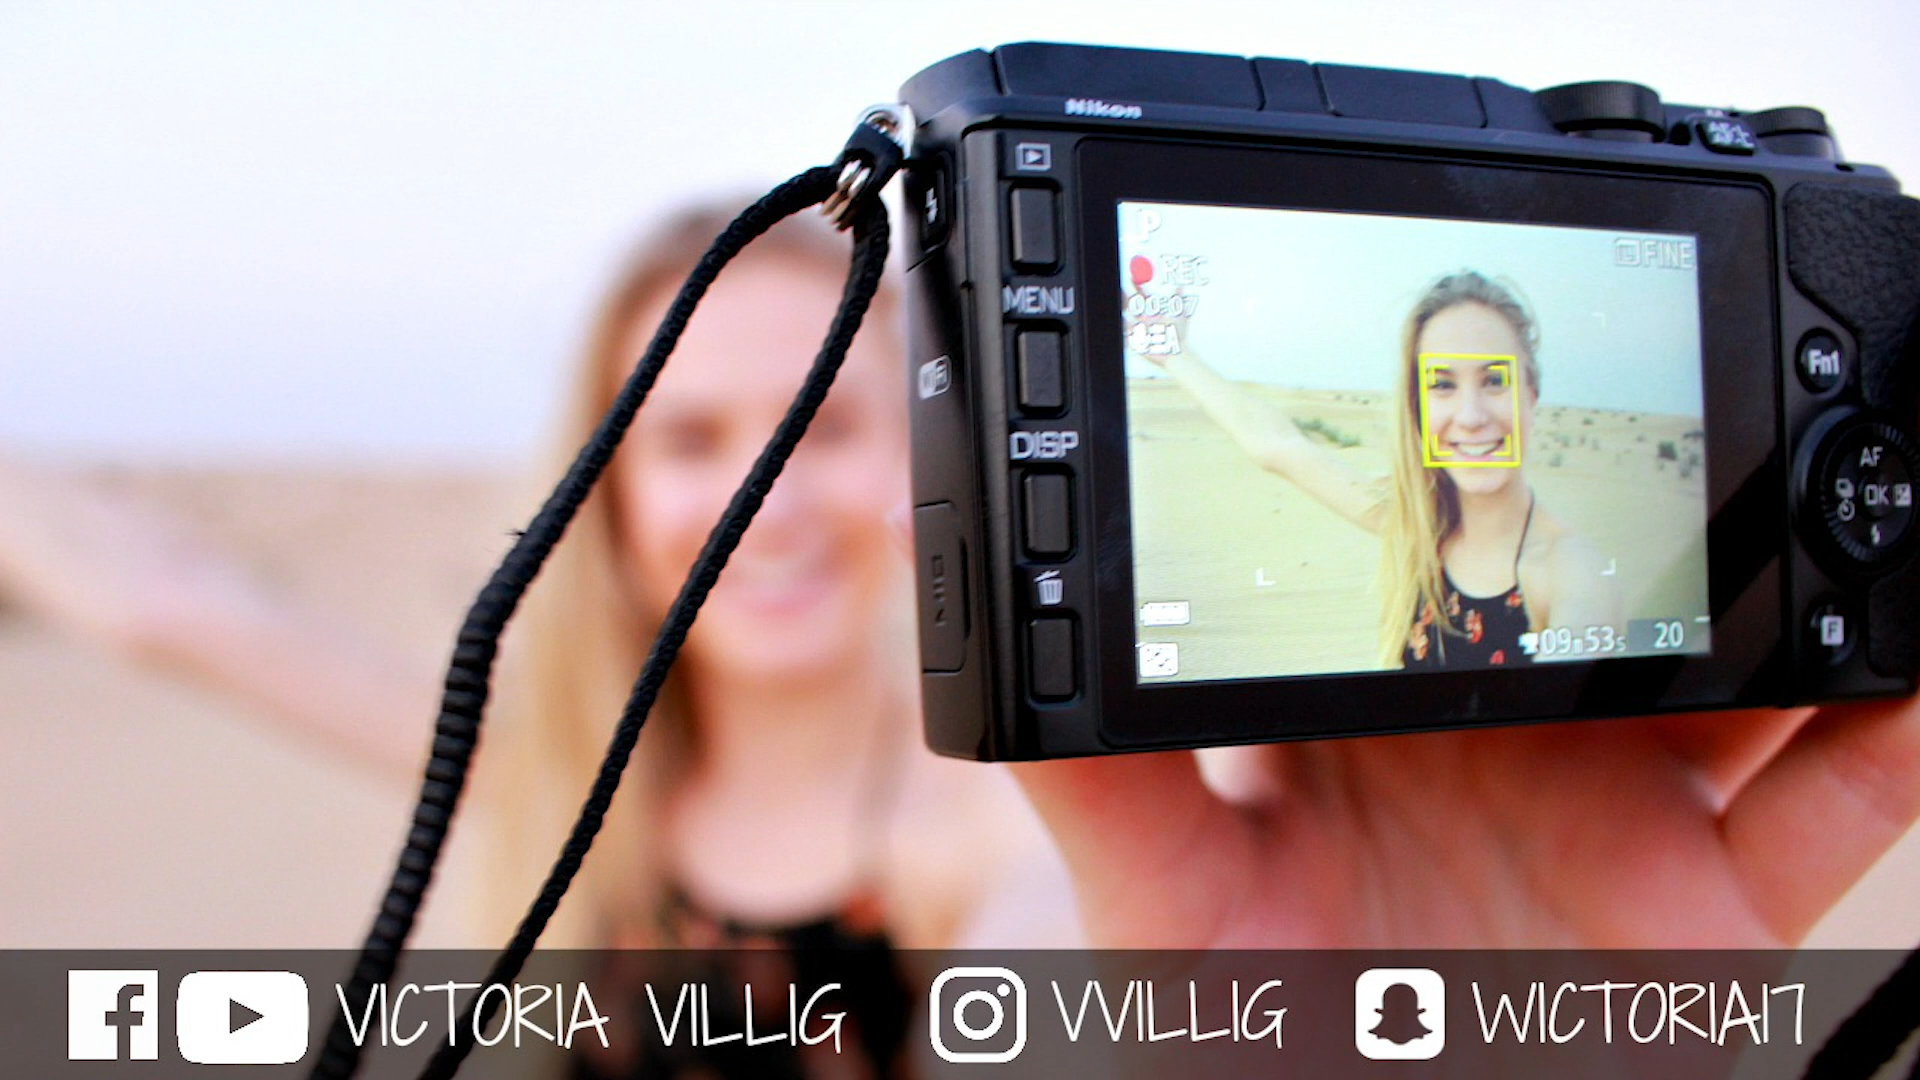 Nikon
P
FINE
REC
00:07
MENU
Fn1
DISP
AF
OK
09m53s 20
F
VICTORIA VILLIG VVILLIG WICTORIA17